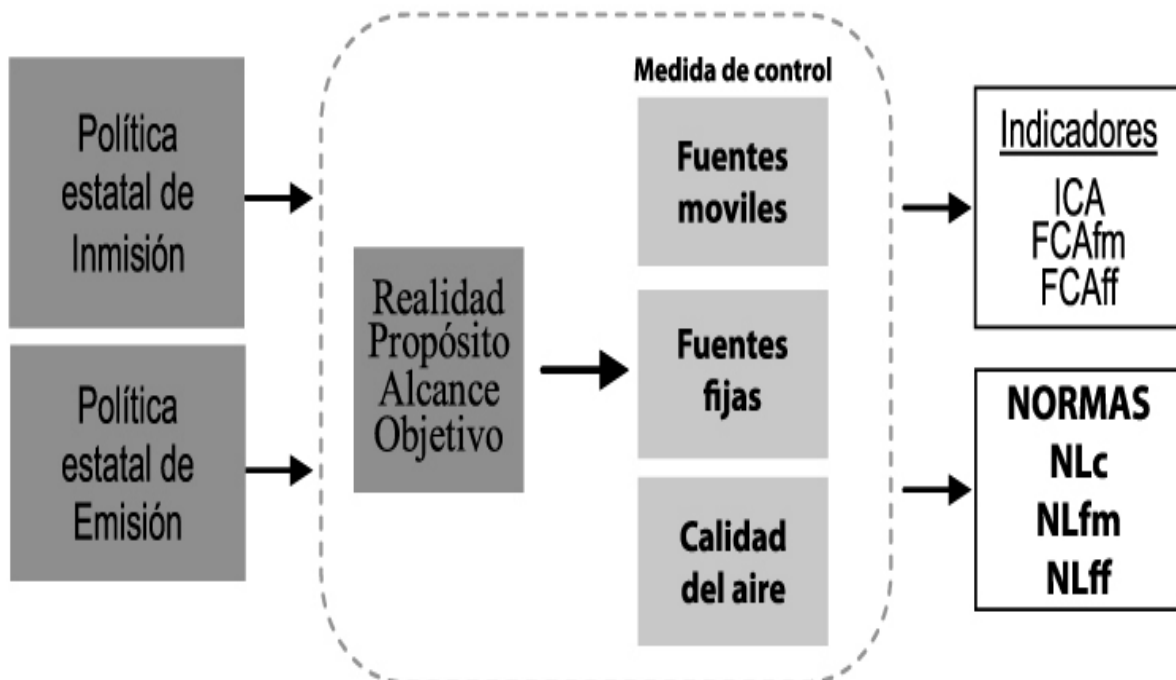 Política
estatal de
Inmisión
Política
estatal de
Emisión
Realidad
Propósito
Alcance
Objetivo
Medida de control
Fuentes
moviles
Fuentes
fijas
Calidad
del aire
Indicadores
ICA
FCAfm
FCAff
NORMAS
NLc
NLfm
NLff